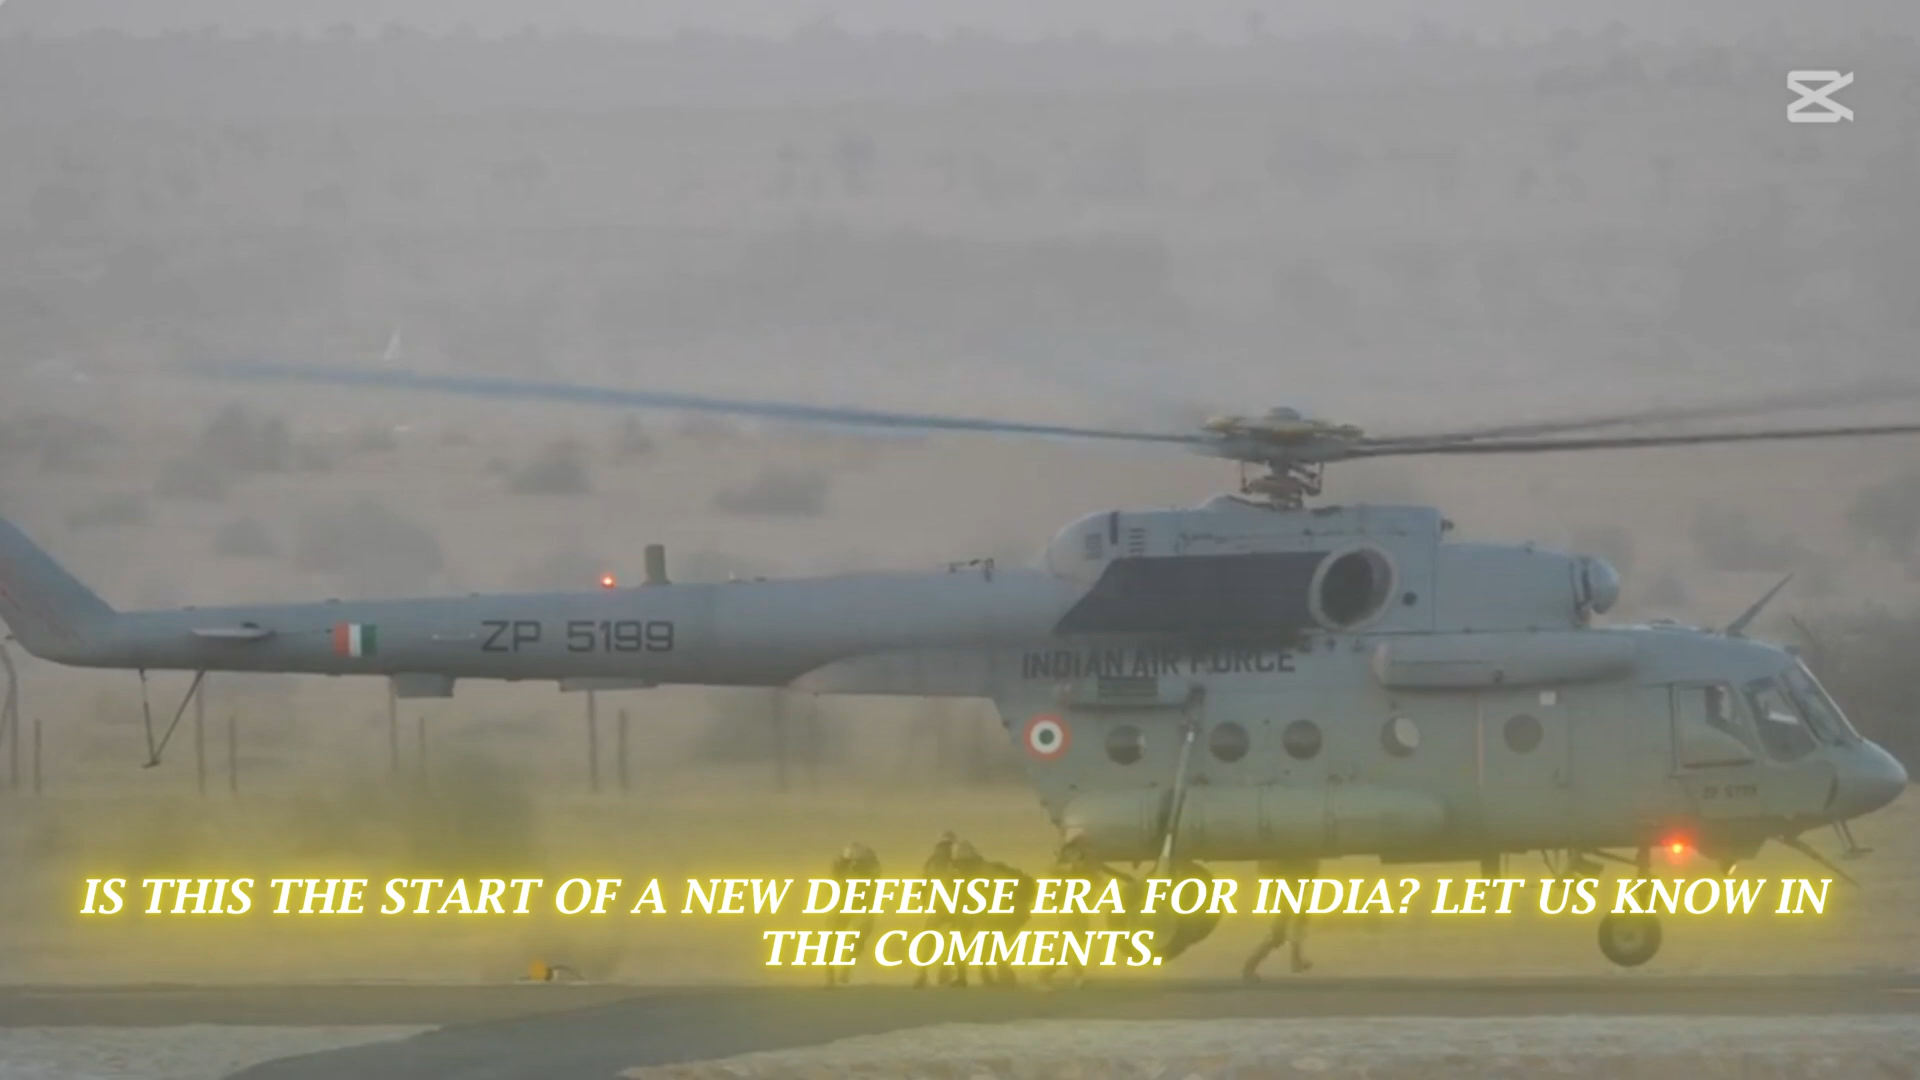 ZP 5199
INDIAN AIR FORCE
IS THIS THE START OF A NEW DEFENSE ERA FOR INDIA? LET US KNOW IN
THE COMMENTS.